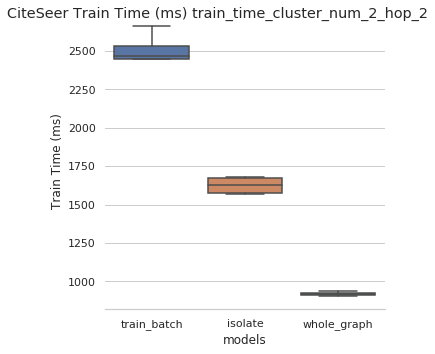 CiteSeer Train Time (ms) train_time_cluster_num_2_hop_2
2500
2250
2000
1750
1500
1250
1000
Train Time (ms)
train_batch isolate whole_graph
models